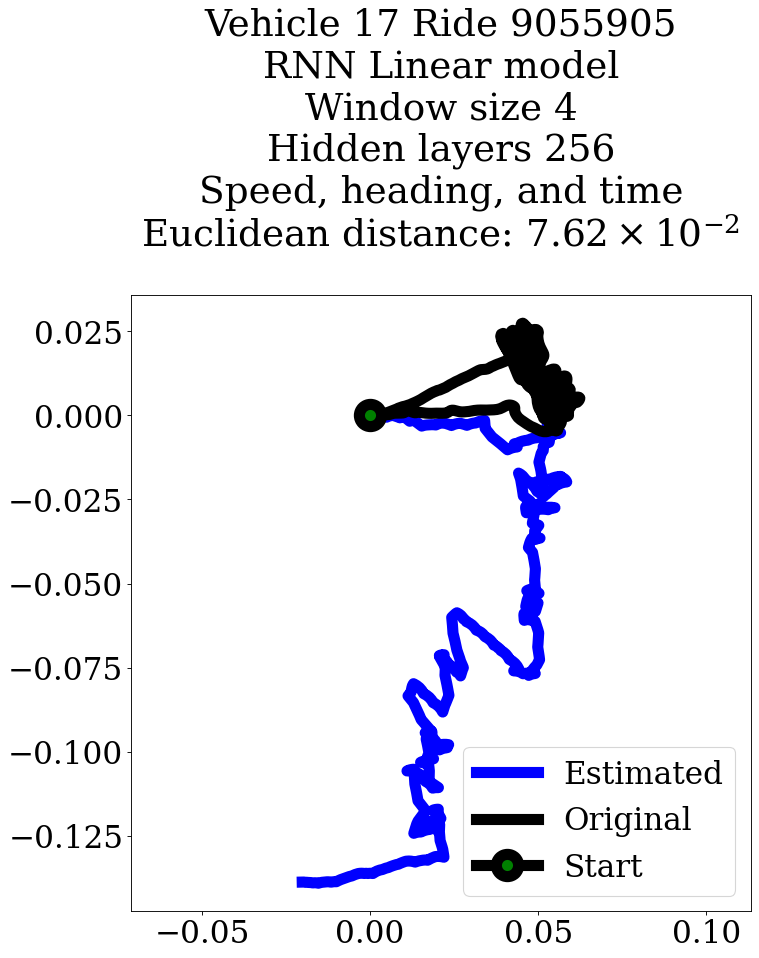 Vehicle 17 Ride 9055905
RNN Linear model
Window size 4
Hidden layers 256
Speed, heading, and time
Euclidean distance: 7.62 × 10⁻²
0.025
0.000
−0.025
−0.050
−0.075
−0.100
−0.125
Estimated
Original
Start
−0.05 0.00 0.05 0.10